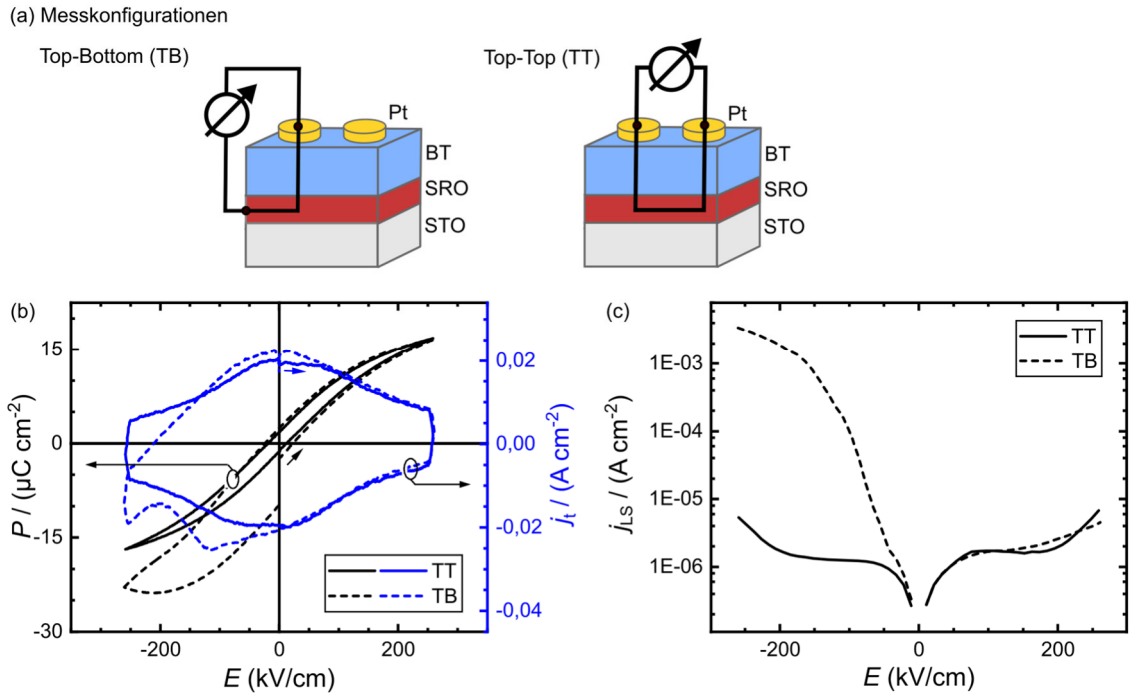 (a) Messkonfigurationen
Top-Bottom (TB)
Top-Top (TT)
Pt
BT
SRO
STO
Pt
BT
SRO
STO
(b)
15
0
-15
-30
P / (µC cm⁻²)
-200
0
200
E (kV/cm)
0,02
0,00
-0,02
-0,04
jt / (A cm⁻²)
TT
TB
(c)
1E-03
1E-04
1E-05
1E-06
jLS / (A cm⁻²)
-200
0
200
E (kV/cm)
TT
TB